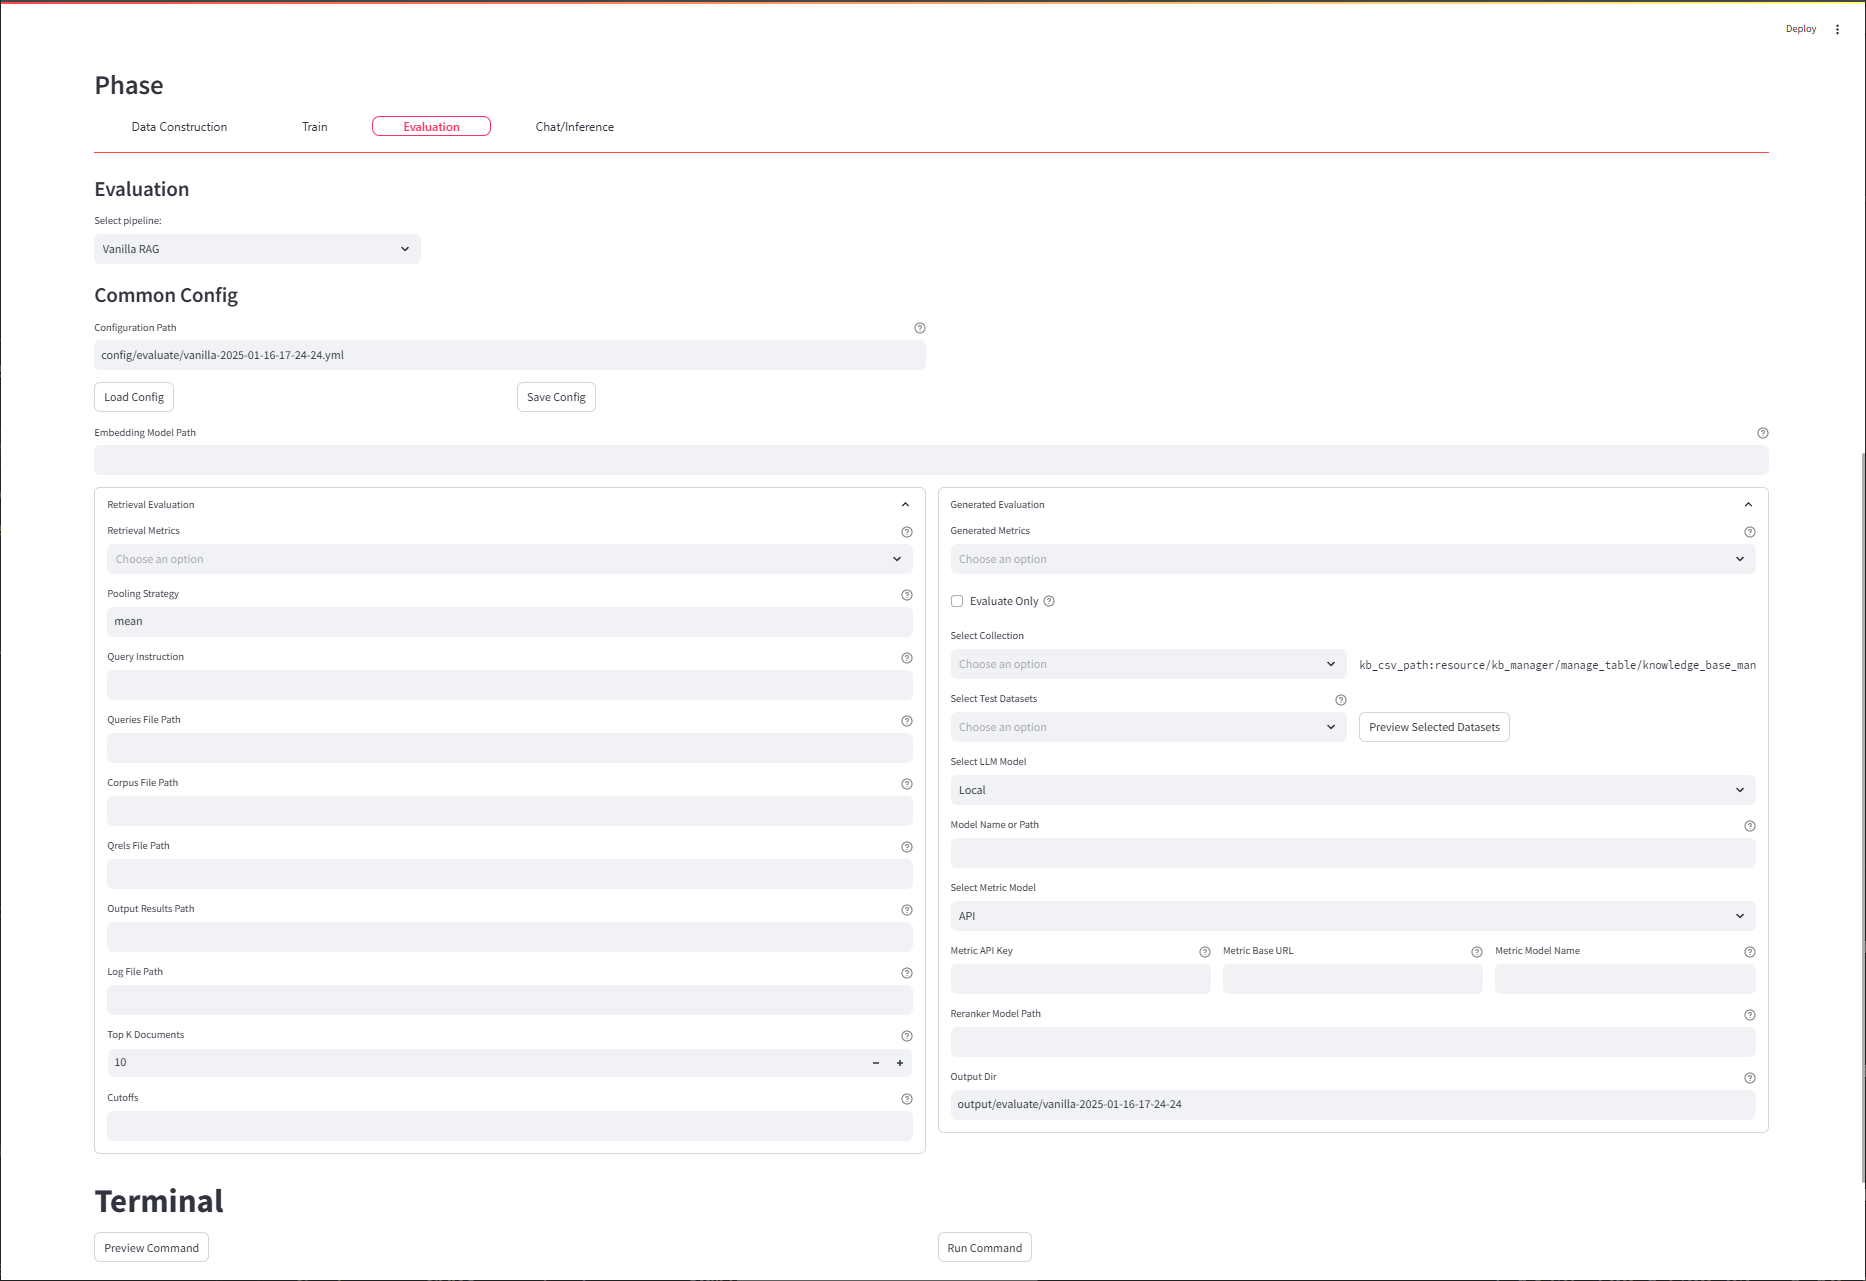 Deploy
Phase
Data Construction
Train
Evaluation
Chat/Inference
Evaluation
Select pipeline:
Vanilla RAG
Common Config
Configuration Path
config/evaluate/vanilla-2025-01-16-17-24-24.yml
Load Config
Save Config
Embedding Model Path
Retrieval Evaluation
Retrieval Metrics
Choose an option
Pooling Strategy
mean
Query Instruction
Queries File Path
Corpus File Path
Qrels File Path
Output Results Path
Log File Path
Top K Documents
10
Cutoffs
Generated Evaluation
Generated Metrics
Choose an option
Evaluate Only
Select Collection
Choose an option
kb_csv_path:resource/kb_manager/manage_table/knowledge_base_man
Select Test Datasets
Choose an option
Preview Selected Datasets
Select LLM Model
Local
Model Name or Path
Select Metric Model
API
Metric API Key
Metric Base URL
Metric Model Name
Reranker Model Path
Output Dir
output/evaluate/vanilla-2025-01-16-17-24-24
Terminal
Preview Command
Run Command